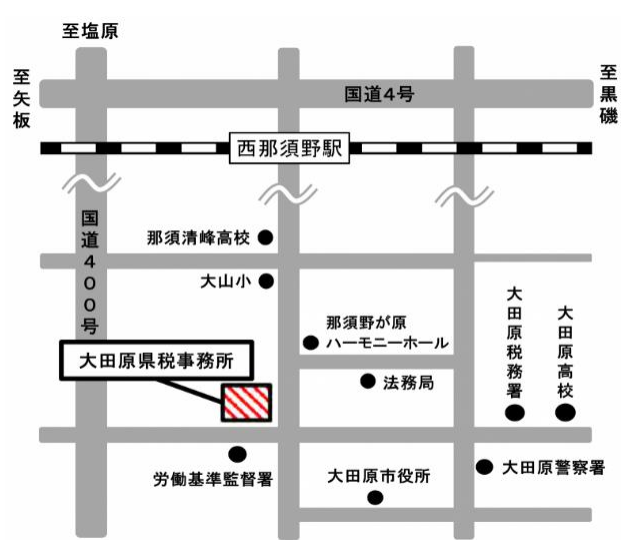 至塩原
至矢板
国道4号
至黒磯
西那須野駅
国道400号
那須清峰高校
大山小
那須野が原
ハーモニーホール
法務局
大田原税務署
大田原高校
大田原県税事務所
労働基準監督署
大田原市役所
大田原警察署